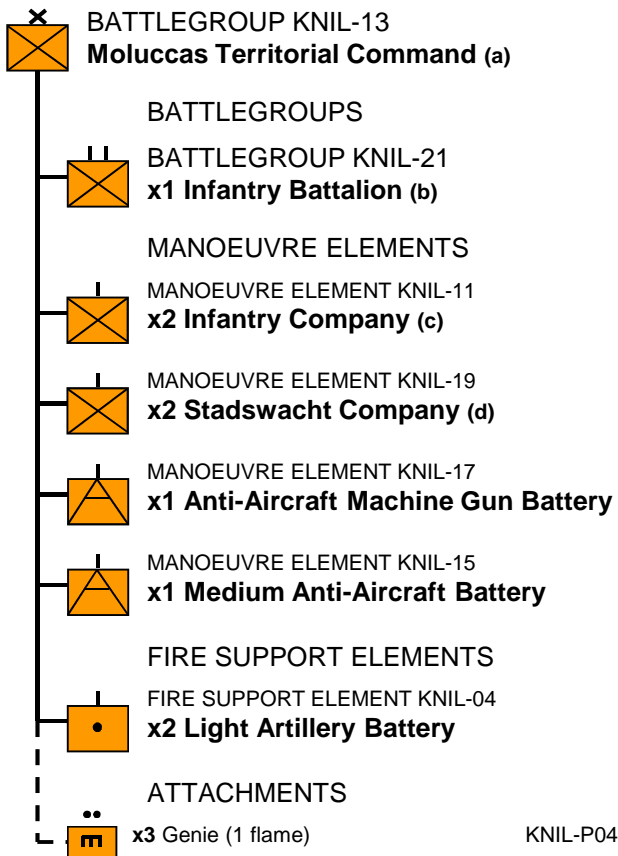 BATTLEGROUP KNIL-13
Moluccas Territorial Command (a)
BATTLEGROUPS
BATTLEGROUP KNIL-21
x1 Infantry Battalion (b)
MANOEUVRE ELEMENTS
MANOEUVRE ELEMENT KNIL-11
x2 Infantry Company (c)
MANOEUVRE ELEMENT KNIL-19
x2 Stadswacht Company (d)
MANOEUVRE ELEMENT KNIL-17
x1 Anti-Aircraft Machine Gun Battery
MANOEUVRE ELEMENT KNIL-15
x1 Medium Anti-Aircraft Battery
FIRE SUPPORT ELEMENTS
FIRE SUPPORT ELEMENT KNIL-04
x2 Light Artillery Battery
ATTACHMENTS
x3 Genie (1 flame) KNIL-P04